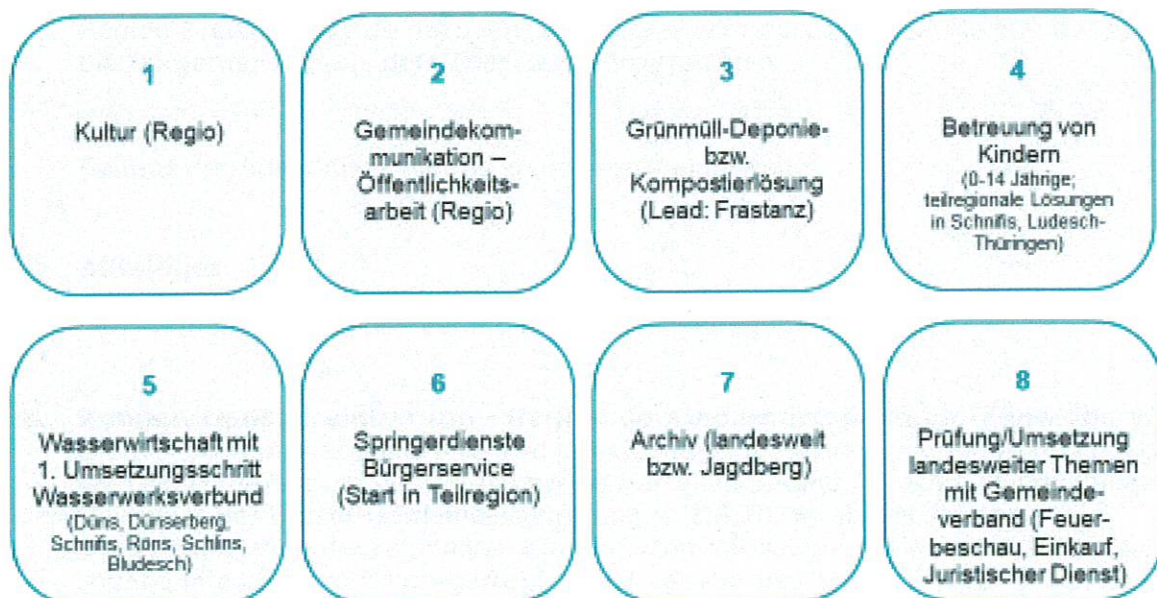 1
Kultur (Regio)
2
Gemeindekom-
munikation –
Öffentlichkeits-
arbeit (Regio)
3
Grünmüll-Deponie-
bzw.
Kompostierlösung
(Lead: Frastanz)
4
Betreuung von
Kindern
(0-14 Jährige;
teilregionale Lösungen
in Schnifis, Ludesch-
Thüringen)
5
Wasserwirtschaft mit
1. Umsetzungsschritt
Wasserwerksverbund
(Düns, Dünserberg,
Schnifis, Röns, Schlins,
Bludesch)
6
Springerdienste
Bürgerservice
(Start in Teilregion)
7
Archiv (landesweit
bzw. Jagdberg)
8
Prüfung/Umsetzung
landesweiter Themen
mit Gemeinde-
verband (Feuer-
beschau, Einkauf,
Juristischer Dienst)